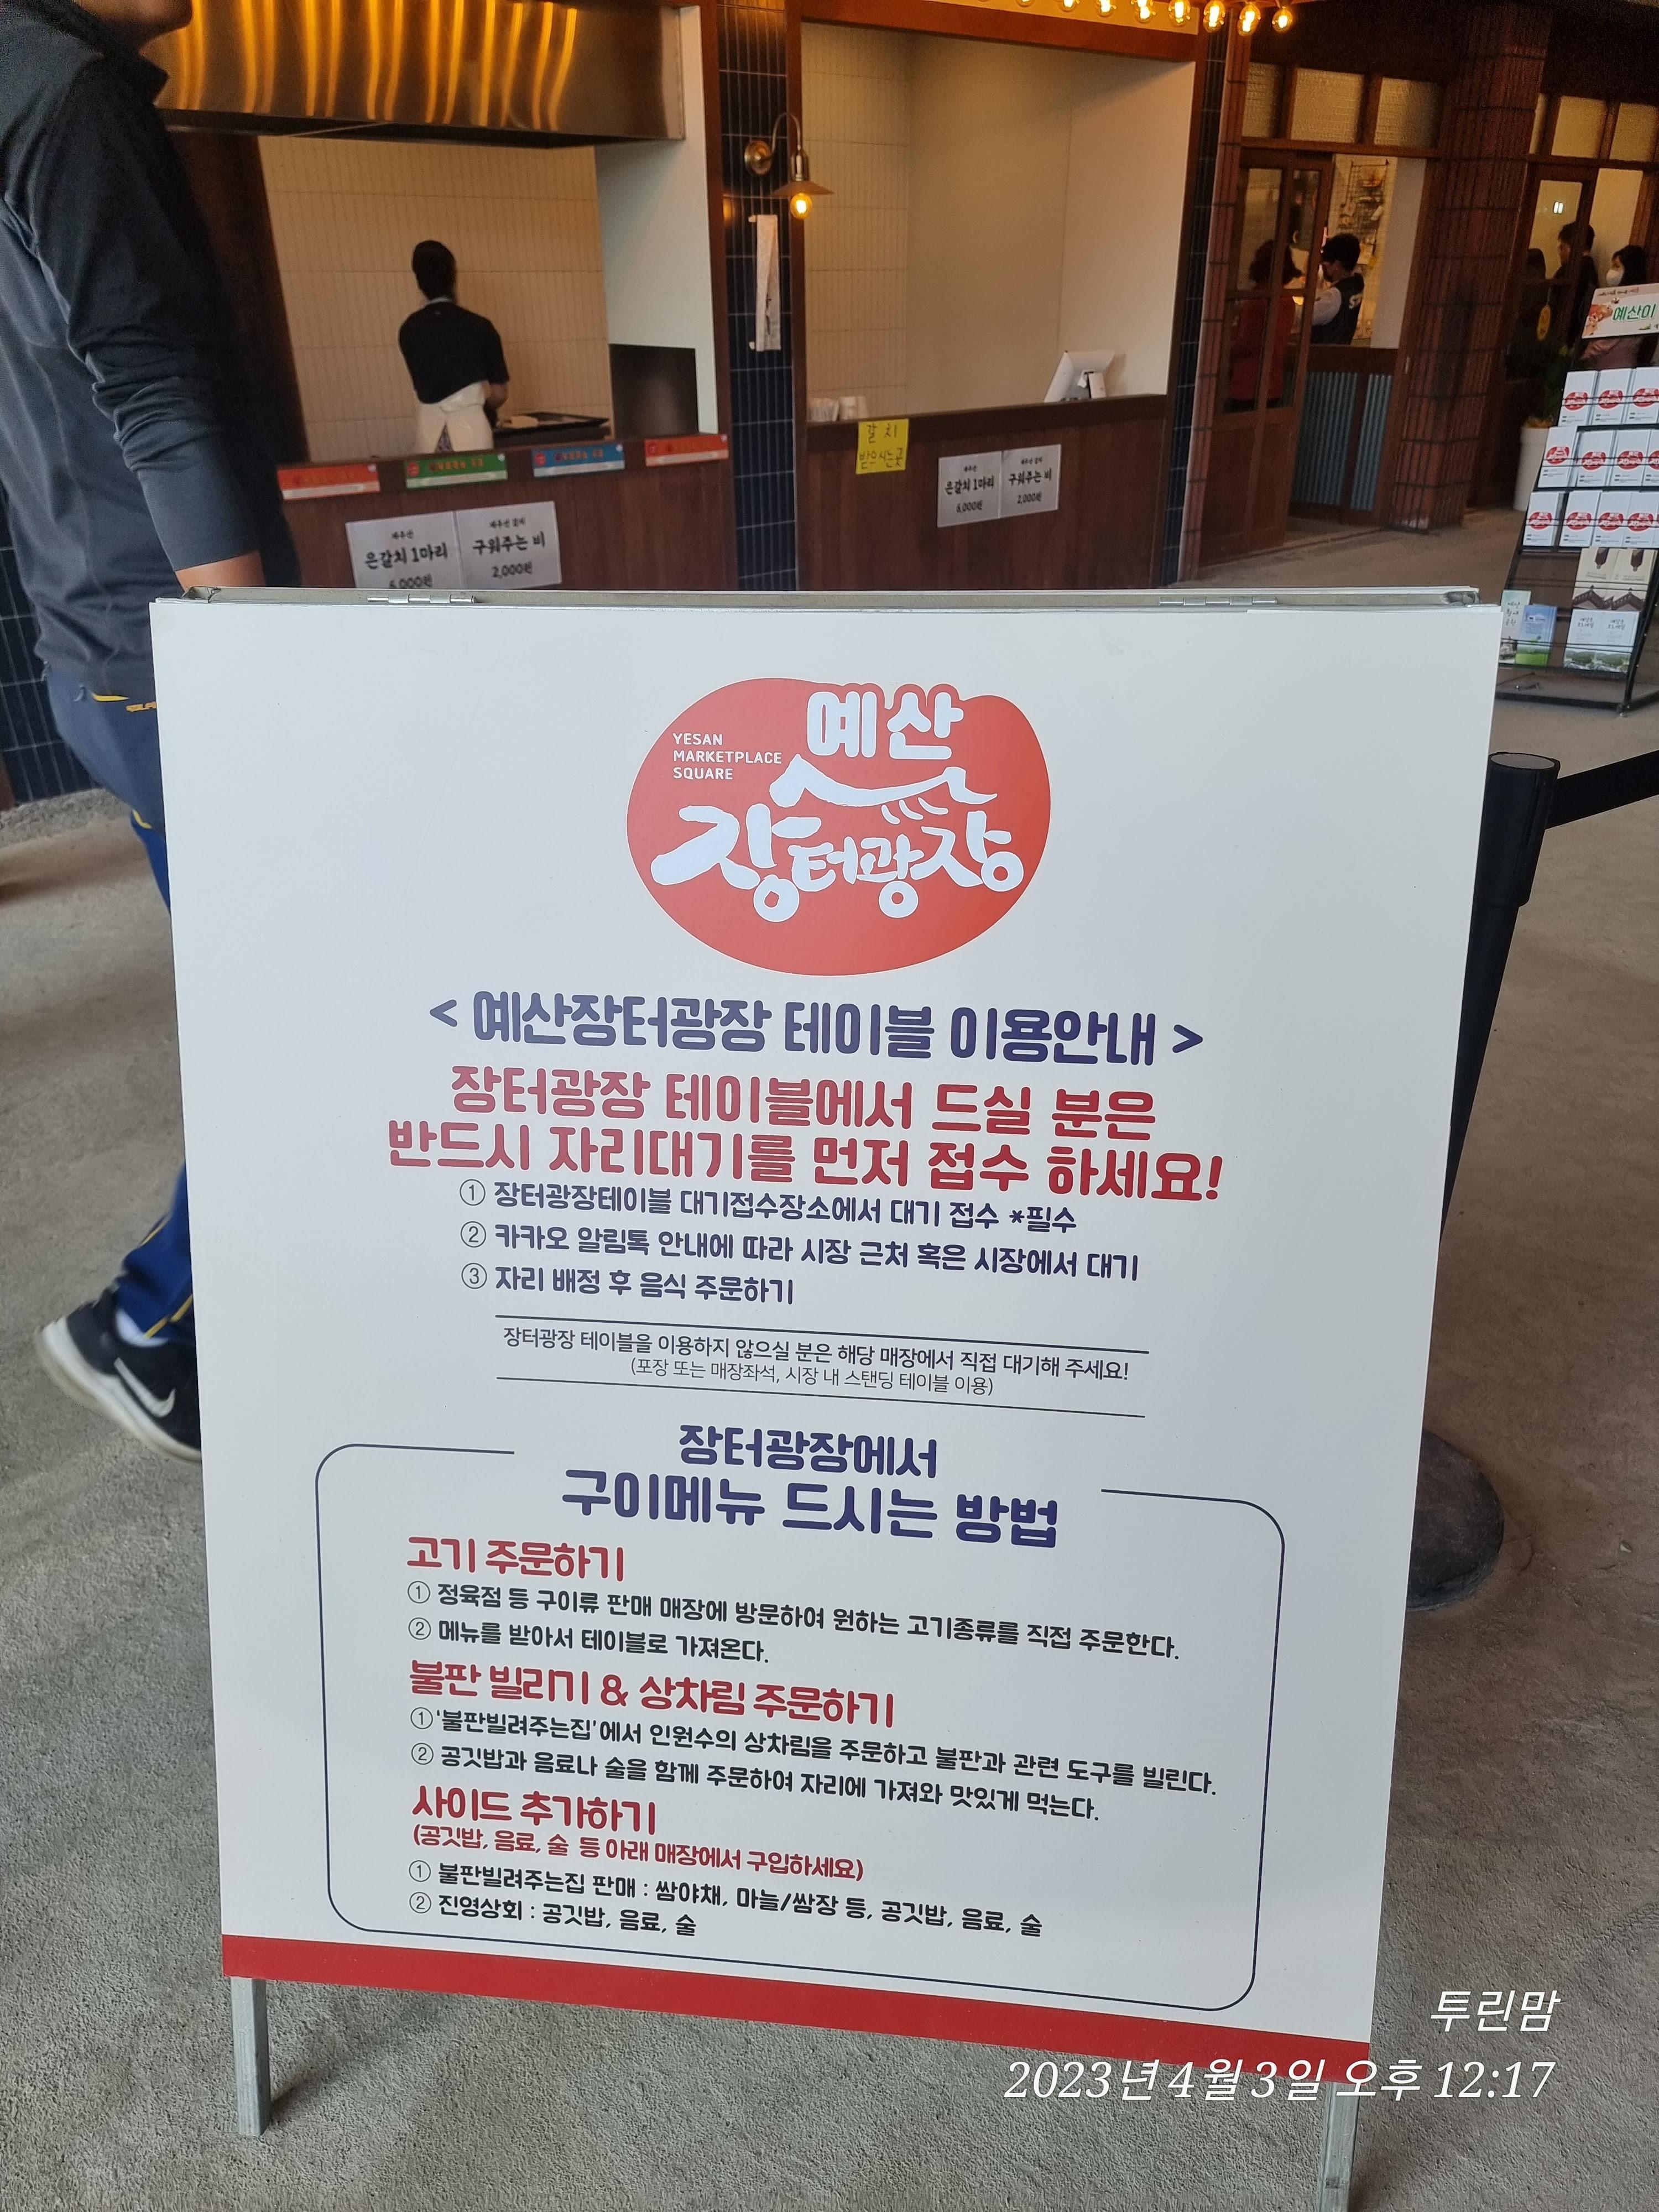 갈치
받으시는곳
제주산
은갈치 1마리
6,000원
구워주는 비
2,000원
제주산
은갈치 1마리
6,000원
구워주는 비
2,000원
예산이
예산
YESAN
MARKETPLACE
SQUARE
장터광장
< 예산장터광장 테이블 이용안내 >
장터광장 테이블에서 드실 분은
반드시 자리대기를 먼저 접수 하세요!
① 장터광장테이블 대기접수장소에서 대기 접수 *필수
② 카카오 알림톡 안내에 따라 시장 근처 혹은 시장에서 대기
③ 자리 배정 후 음식 주문하기
장터광장 테이블을 이용하지 않으실 분은 해당 매장에서 직접 대기해 주세요!
(포장 또는 매장좌석, 시장 내 스탠딩 테이블 이용)
장터광장에서
구이메뉴 드시는 방법
고기 주문하기
① 정육점 등 구이류 판매 매장에 방문하여 원하는 고기종류를 직접 주문한다.
② 메뉴를 받아서 테이블로 가져온다.
불판 빌리기 & 상차림 주문하기
① '불판빌려주는집'에서 인원수의 상차림을 주문하고 불판과 관련 도구를 빌린다.
② 공깃밥과 음료나 술을 함께 주문하여 자리에 가져와 맛있게 먹는다.
사이드 추가하기
(공깃밥, 음료, 술 등 아래 매장에서 구입하세요)
① 불판빌려주는집 판매 : 쌈야채, 마늘/쌈장 등, 공깃밥, 음료, 술
② 진영상회 : 공깃밥, 음료, 술
투린맘
2023년 4월 3일 오후 12:17